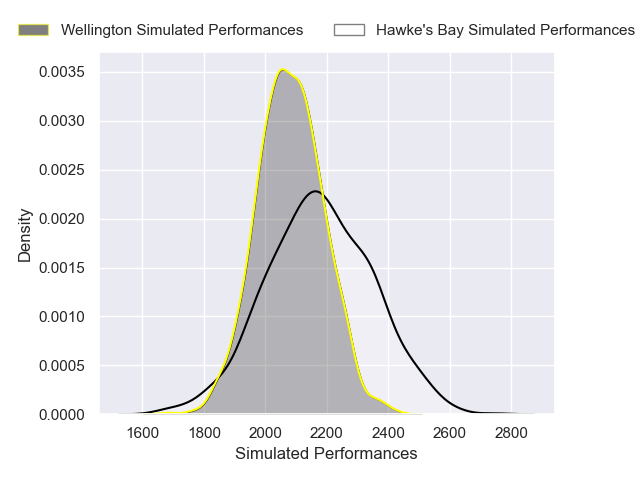 Wellington Simulated Performances
Hawke's Bay Simulated Performances
0.0035
0.0030
0.0025
0.0020
0.0015
0.0010
0.0005
0.0000
Density
1600 1800 2000 2200 2400 2600 2800
Simulated Performances